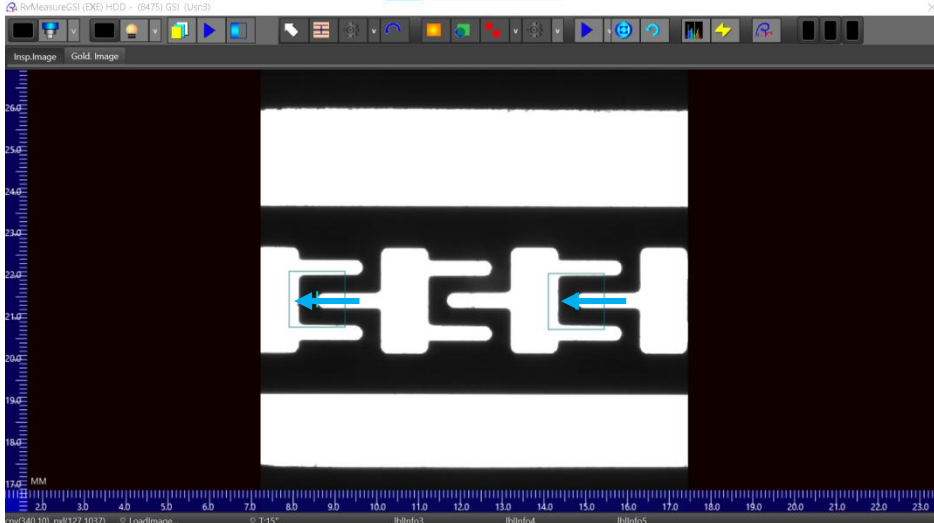 RvMeasureGSI (EXE) HDD - (8475) GSI (Usr:3)
Insp.Image Gold. Image
26.0
25.0
24.0
23.0
22.0
21.0
20.0
19.0
18.0
17.0
MM
2.0 3.0 4.0 5.0 6.0 7.0 8.0 9.0 10.0 11.0 12.0 13.0 14.0 15.0 16.0 17.0 18.0 19.0 20.0 21.0 22.0 23.0
LoadImage T:15° lblInfo3 lblInfo4 lblInfo5